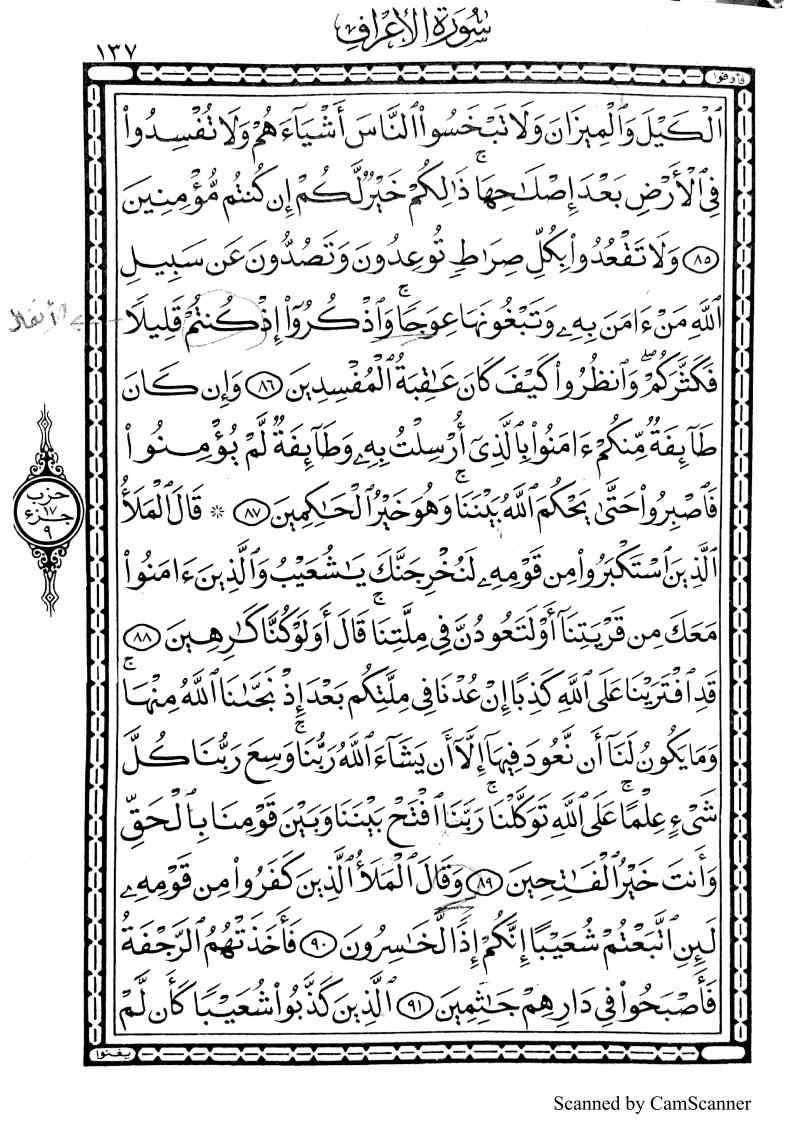 سُورَةُ الأَعْرَافِ
١٣٧
فأوفوا
ٱلْكَيْلَ وَٱلْمِيزَانَ وَلَا تَبْخَسُوا۟ ٱلنَّاسَ أَشْيَآءَهُمْ وَلَا تُفْسِدُوا۟
فِى ٱلْأَرْضِ بَعْدَ إِصْلَٰحِهَا ۚ ذَٰلِكُمْ خَيْرٌ لَّكُمْ إِن كُنتُم مُّؤْمِنِينَ
٨٥ وَلَا تَقْعُدُوا۟ بِكُلِّ صِرَٰطٍ تُوعِدُونَ وَتَصُدُّونَ عَن سَبِيلِ
ٱللَّهِ مَنْ ءَامَنَ بِهِۦ وَتَبْغُونَهَا عِوَجًا ۚ وَٱذْكُرُوٓا۟ إِذْ كُنتُمْ قَلِيلًا
فَكَثَّرَكُمْ ۖ وَٱنظُرُوا۟ كَيْفَ كَانَ عَٰقِبَةُ ٱلْمُفْسِدِينَ ٨٦ وَإِن كَانَ
طَآئِفَةٌ مِّنكُمْ ءَامَنُوا۟ بِٱلَّذِىٓ أُرْسِلْتُ بِهِۦ وَطَآئِفَةٌ لَّمْ يُؤْمِنُوا۟
فَٱصْبِرُوا۟ حَتَّىٰ يَحْكُمَ ٱللَّهُ بَيْنَنَا ۚ وَهُوَ خَيْرُ ٱلْحَٰكِمِينَ ٨٧ ۞ قَالَ ٱلْمَلَأُ
ٱلَّذِينَ ٱسْتَكْبَرُوا۟ مِن قَوْمِهِۦ لَنُخْرِجَنَّكَ يَٰشُعَيْبُ وَٱلَّذِينَ ءَامَنُوا۟
مَعَكَ مِن قَرْيَتِنَآ أَوْ لَتَعُودُنَّ فِى مِلَّتِنَا ۚ قَالَ أَوَلَوْ كُنَّا كَٰرِهِينَ ٨٨
قَدِ ٱفْتَرَيْنَا عَلَى ٱللَّهِ كَذِبًا إِنْ عُدْنَا فِى مِلَّتِكُم بَعْدَ إِذْ نَجَّىٰنَا ٱللَّهُ مِنْهَا ۚ
وَمَا يَكُونُ لَنَآ أَن نَّعُودَ فِيهَآ إِلَّآ أَن يَشَآءَ ٱللَّهُ رَبُّنَا ۚ وَسِعَ رَبُّنَا كُلَّ
شَىْءٍ عِلْمًا ۚ عَلَى ٱللَّهِ تَوَكَّلْنَا ۚ رَبَّنَا ٱفْتَحْ بَيْنَنَا وَبَيْنَ قَوْمِنَا بِٱلْحَقِّ
وَأَنتَ خَيْرُ ٱلْفَٰتِحِينَ ٨٩ وَقَالَ ٱلْمَلَأُ ٱلَّذِينَ كَفَرُوا۟ مِن قَوْمِهِۦ
لَئِنِ ٱتَّبَعْتُمْ شُعَيْبًا إِنَّكُمْ إِذًا لَّخَٰسِرُونَ ٩٠ فَأَخَذَتْهُمُ ٱلرَّجْفَةُ
فَأَصْبَحُوا۟ فِى دَارِهِمْ جَٰثِمِينَ ٩١ ٱلَّذِينَ كَذَّبُوا۟ شُعَيْبًا كَأَن لَّمْ
يغنوا
حزب
١٧
جزء
٩
الأنفال
Scanned by CamScanner